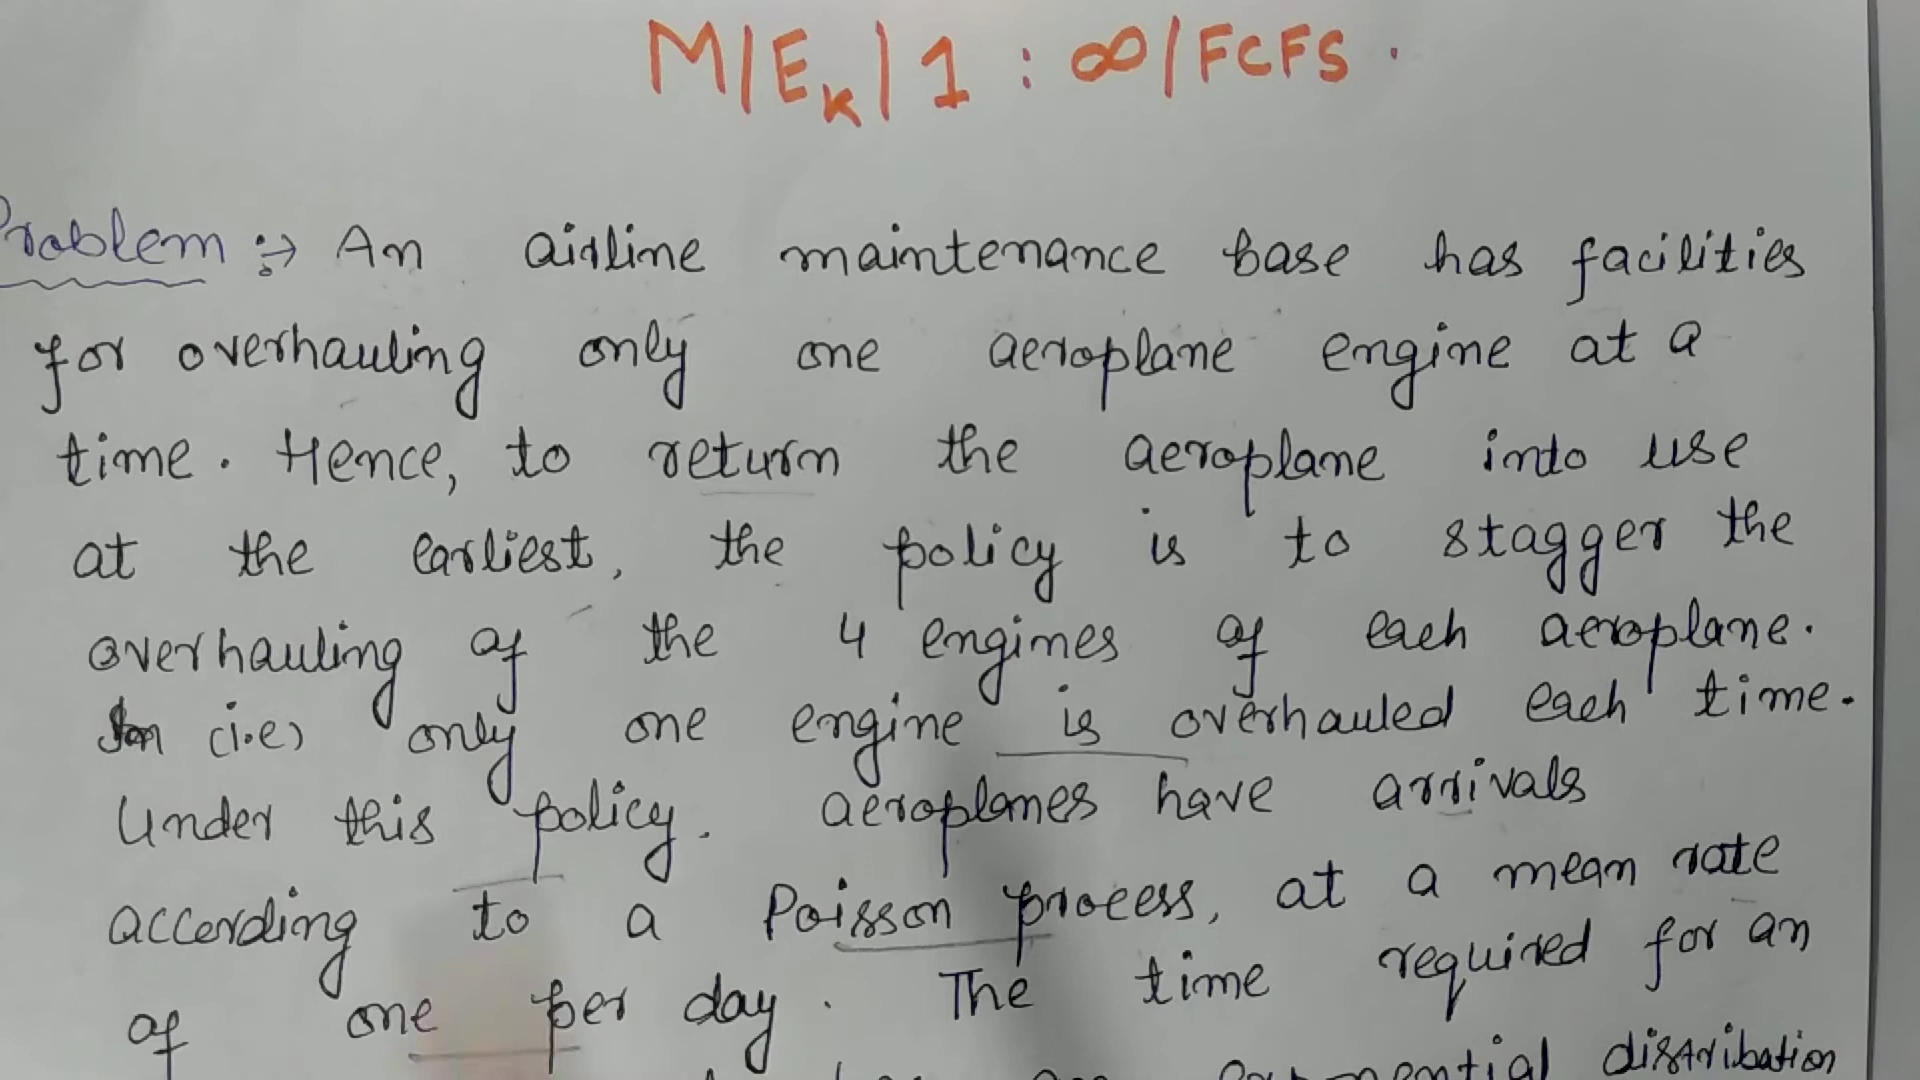 M/Ek/1 : ∞/FCFS.
Problem :→ An airline maintenance base has facilities
for overhauling only one aeroplane engine at a
time. Hence, to return the aeroplane into use
at the earliest, the policy is to stagger the
overhauling of the 4 engines of each aeroplane.
(i.e) only one engine is overhauled each time.
Under this policy. aeroplanes have arrivals
according to a Poisson process, at a mean rate
of one per day. The time required for an
exponential distribution